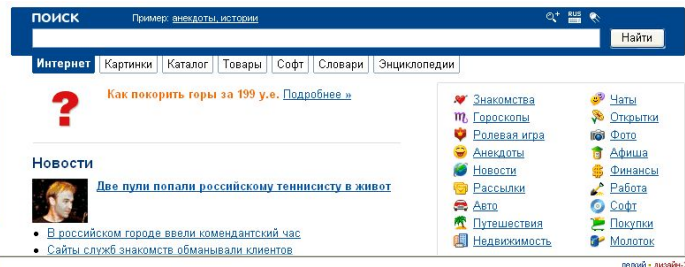 ПОИСК Пример: анекдоты, истории RUS
Найти
Интернет Картинки Каталог Товары Софт Словари Энциклопедии
? Как покорить горы за 199 у.е. Подробнее »
Новости
Две пули попали российскому теннисисту в живот
В российском городе ввели комендантский час
Сайты служб знакомств обманывали клиентов
Знакомства Чаты
Гороскопы Открытки
Ролевая игра Фото
Анекдоты Афиша
Новости Финансы
Рассылки Работа
Авто Софт
Путешествия Покупки
Недвижимость Молоток